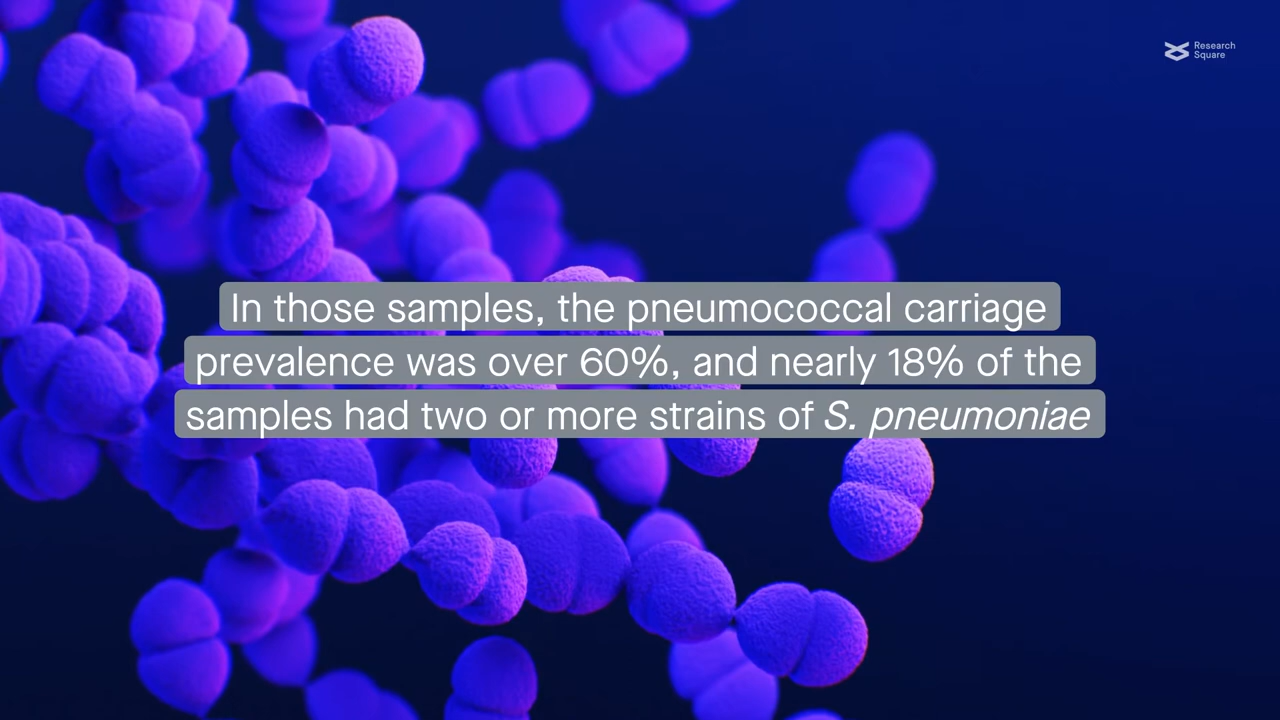 Research
Square
In those samples, the pneumococcal carriage
prevalence was over 60%, and nearly 18% of the
samples had two or more strains of S. pneumoniae